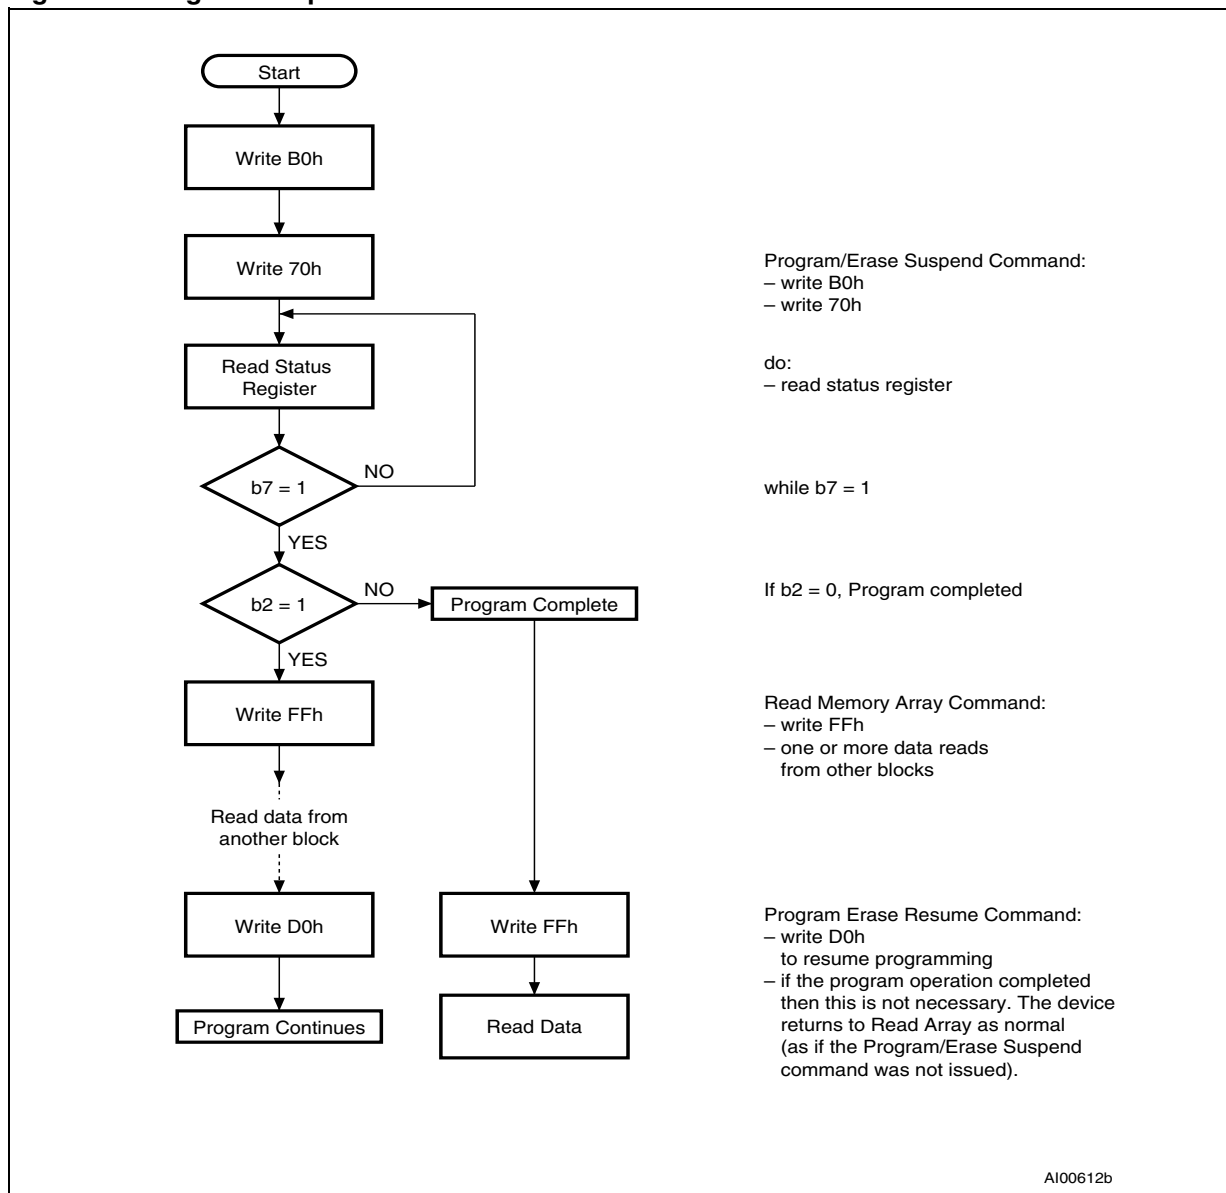 Start
Write B0h
Write 70h
Read Status
Register
b7 = 1
NO
YES
b2 = 1
NO
Program Complete
YES
Write FFh
Read data from
another block
Write D0h
Write FFh
Program Continues
Read Data
Program/Erase Suspend Command:
– write B0h
– write 70h
do:
– read status register
while b7 = 1
If b2 = 0, Program completed
Read Memory Array Command:
– write FFh
– one or more data reads
from other blocks
Program Erase Resume Command:
– write D0h
to resume programming
– if the program operation completed
then this is not necessary. The device
returns to Read Array as normal
(as if the Program/Erase Suspend
command was not issued).
AI00612b